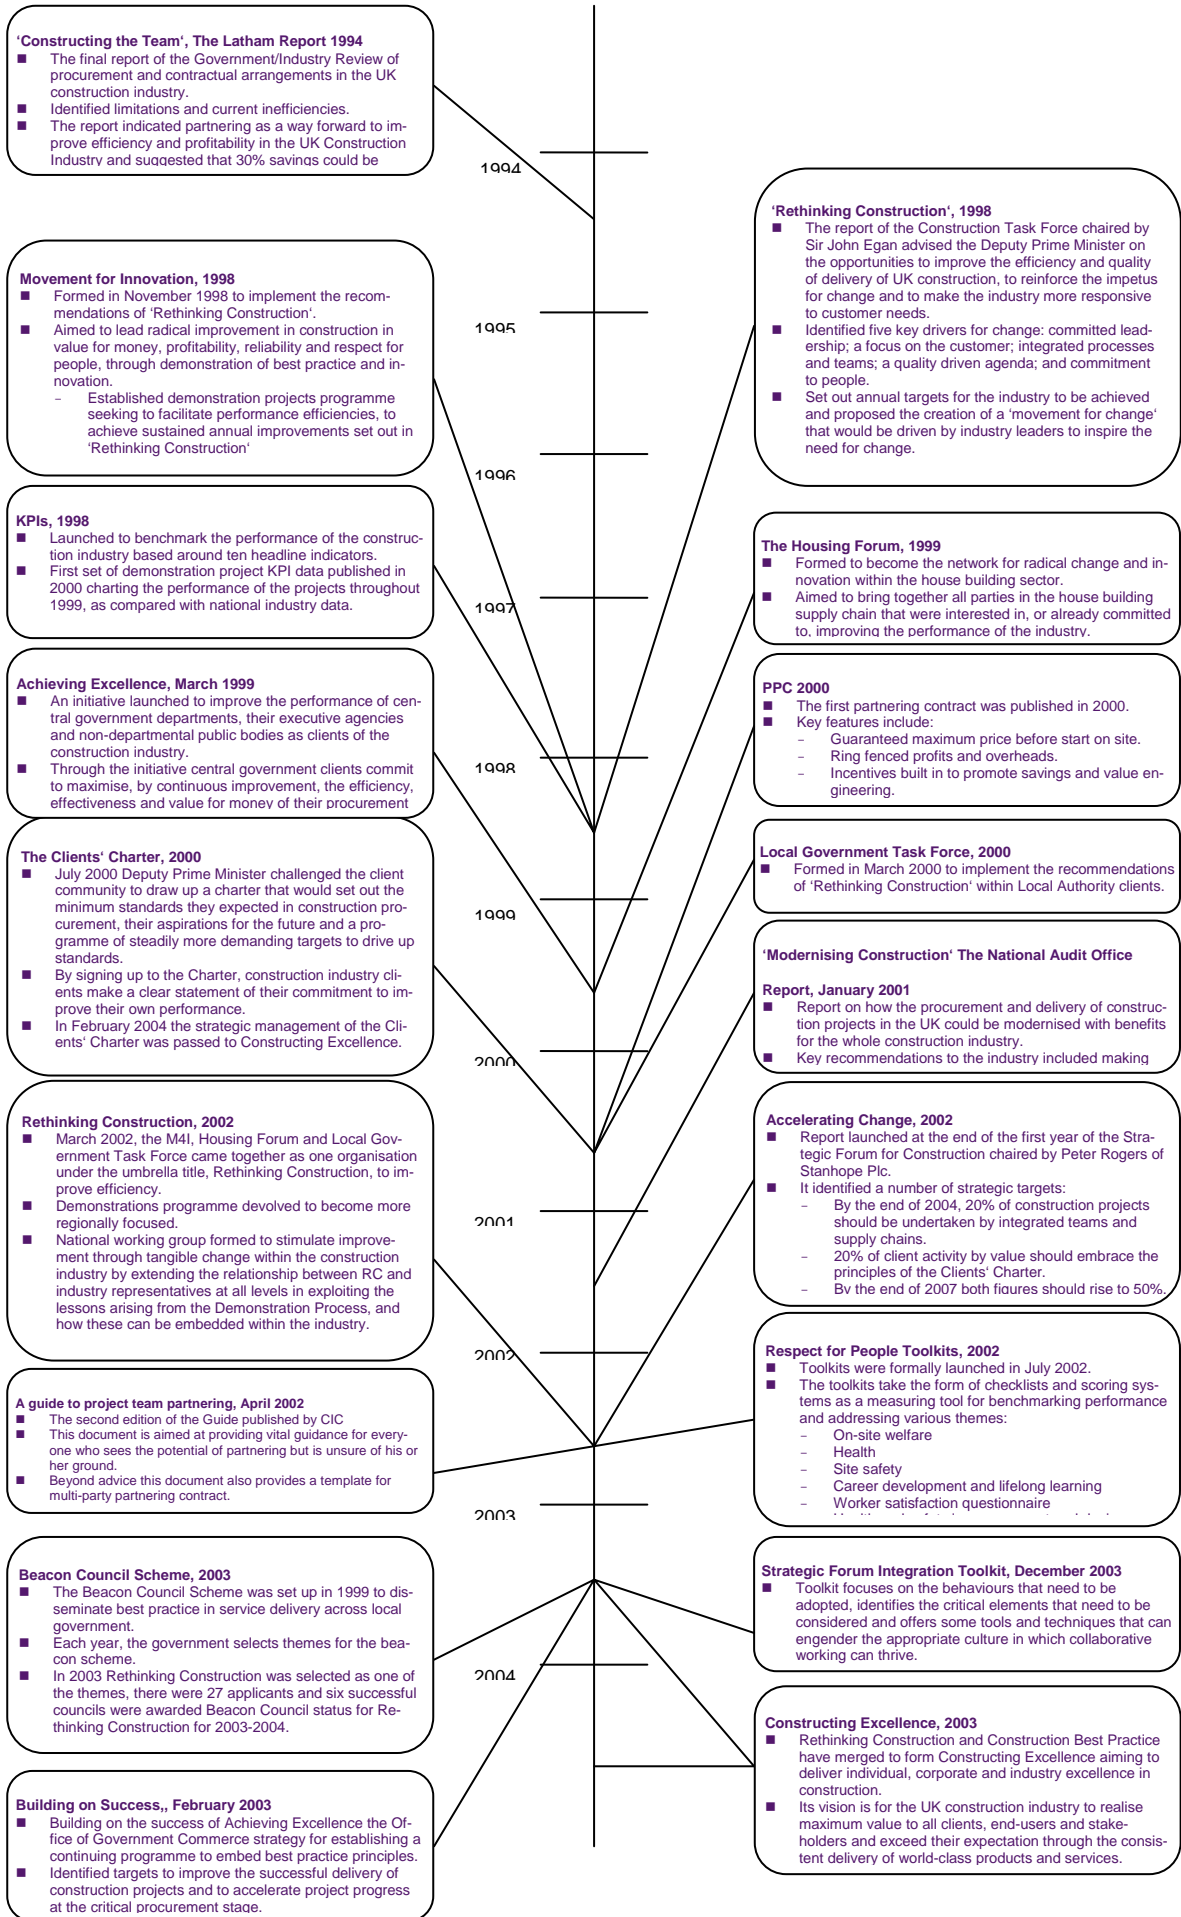 ‘Constructing the Team‘, The Latham Report 1994
■ The final report of the Government/Industry Review of
procurement and contractual arrangements in the UK
construction industry.
■ Identified limitations and current inefficiencies.
■ The report indicated partnering as a way forward to im-
prove efficiency and profitability in the UK Construction
Industry and suggested that 30% savings could be
Movement for Innovation, 1998
■ Formed in November 1998 to implement the recom-
mendations of ‘Rethinking Construction‘.
■ Aimed to lead radical improvement in construction in
value for money, profitability, reliability and respect for
people, through demonstration of best practice and in-
novation.
– Established demonstration projects programme
seeking to facilitate performance efficiencies, to
achieve sustained annual improvements set out in
‘Rethinking Construction‘
KPIs, 1998
■ Launched to benchmark the performance of the construc-
tion industry based around ten headline indicators.
■ First set of demonstration project KPI data published in
2000 charting the performance of the projects throughout
1999, as compared with national industry data.
Achieving Excellence, March 1999
■ An initiative launched to improve the performance of cen-
tral government departments, their executive agencies
and non-departmental public bodies as clients of the
construction industry.
■ Through the initiative central government clients commit
to maximise, by continuous improvement, the efficiency,
effectiveness and value for money of their procurement
The Clients‘ Charter, 2000
■ July 2000 Deputy Prime Minister challenged the client
community to draw up a charter that would set out the
minimum standards they expected in construction pro-
curement, their aspirations for the future and a pro-
gramme of steadily more demanding targets to drive up
standards.
■ By signing up to the Charter, construction industry cli-
ents make a clear statement of their commitment to im-
prove their own performance.
■ In February 2004 the strategic management of the Cli-
ents‘ Charter was passed to Constructing Excellence.
Rethinking Construction, 2002
■ March 2002, the M4I, Housing Forum and Local Gov-
ernment Task Force came together as one organisation
under the umbrella title, Rethinking Construction, to im-
prove efficiency.
■ Demonstrations programme devolved to become more
regionally focused.
■ National working group formed to stimulate improve-
ment through tangible change within the construction
industry by extending the relationship between RC and
industry representatives at all levels in exploiting the
lessons arising from the Demonstration Process, and
how these can be embedded within the industry.
A guide to project team partnering, April 2002
■ The second edition of the Guide published by CIC
■ This document is aimed at providing vital guidance for every-
one who sees the potential of partnering but is unsure of his or
her ground.
■ Beyond advice this document also provides a template for
multi-party partnering contract.
Beacon Council Scheme, 2003
■ The Beacon Council Scheme was set up in 1999 to dis-
seminate best practice in service delivery across local
government.
■ Each year, the government selects themes for the bea-
con scheme.
■ In 2003 Rethinking Construction was selected as one of
the themes, there were 27 applicants and six successful
councils were awarded Beacon Council status for Re-
thinking Construction for 2003-2004.
Building on Success,, February 2003
■ Building on the success of Achieving Excellence the Of-
fice of Government Commerce strategy for establishing a
continuing programme to embed best practice principles.
■ Identified targets to improve the successful delivery of
construction projects and to accelerate project progress
at the critical procurement stage.
1994
1995
1996
1997
1998
1999
2000
2001
2002
2003
2004
‘Rethinking Construction‘, 1998
■ The report of the Construction Task Force chaired by
Sir John Egan advised the Deputy Prime Minister on
the opportunities to improve the efficiency and quality
of delivery of UK construction, to reinforce the impetus
for change and to make the industry more responsive
to customer needs.
■ Identified five key drivers for change: committed lead-
ership; a focus on the customer; integrated processes
and teams; a quality driven agenda; and commitment
to people.
■ Set out annual targets for the industry to be achieved
and proposed the creation of a ‘movement for change‘
that would be driven by industry leaders to inspire the
need for change.
The Housing Forum, 1999
■ Formed to become the network for radical change and in-
novation within the house building sector.
■ Aimed to bring together all parties in the house building
supply chain that were interested in, or already committed
to, improving the performance of the industry.
PPC 2000
■ The first partnering contract was published in 2000.
■ Key features include:
– Guaranteed maximum price before start on site.
– Ring fenced profits and overheads.
– Incentives built in to promote savings and value en-
gineering.
Local Government Task Force, 2000
■ Formed in March 2000 to implement the recommendations
of ‘Rethinking Construction‘ within Local Authority clients.
‘Modernising Construction‘ The National Audit Office
Report, January 2001
■ Report on how the procurement and delivery of construc-
tion projects in the UK could be modernised with benefits
for the whole construction industry.
■ Key recommendations to the industry included making
Accelerating Change, 2002
■ Report launched at the end of the first year of the Stra-
tegic Forum for Construction chaired by Peter Rogers of
Stanhope Plc.
■ It identified a number of strategic targets:
– By the end of 2004, 20% of construction projects
should be undertaken by integrated teams and
supply chains.
– 20% of client activity by value should embrace the
principles of the Clients‘ Charter.
– By the end of 2007 both figures should rise to 50%.
Respect for People Toolkits, 2002
■ Toolkits were formally launched in July 2002.
■ The toolkits take the form of checklists and scoring sys-
tems as a measuring tool for benchmarking performance
and addressing various themes:
– On-site welfare
– Health
– Site safety
– Career development and lifelong learning
– Worker satisfaction questionnaire
Strategic Forum Integration Toolkit, December 2003
■ Toolkit focuses on the behaviours that need to be
adopted, identifies the critical elements that need to be
considered and offers some tools and techniques that can
engender the appropriate culture in which collaborative
working can thrive.
Constructing Excellence, 2003
■ Rethinking Construction and Construction Best Practice
have merged to form Constructing Excellence aiming to
deliver individual, corporate and industry excellence in
construction.
■ Its vision is for the UK construction industry to realise
maximum value to all clients, end-users and stake-
holders and exceed their expectation through the consis-
tent delivery of world-class products and services.